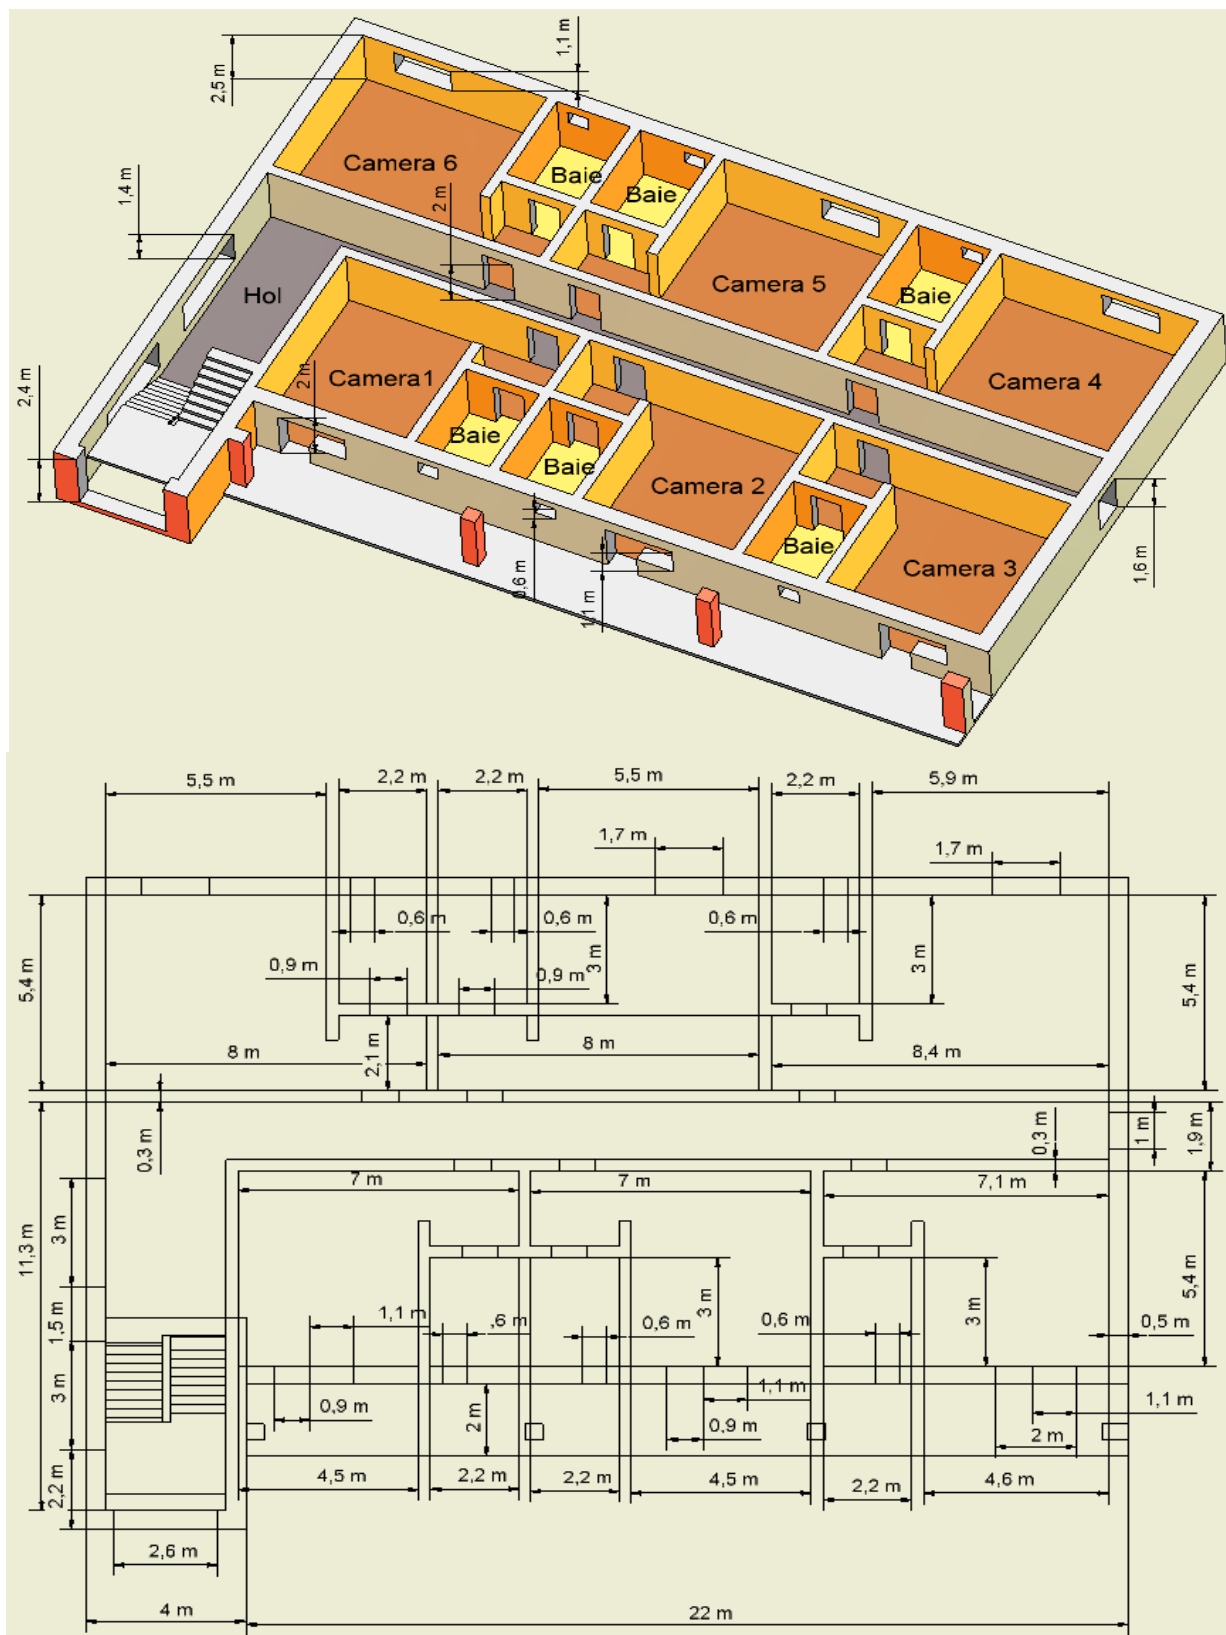 1,1 m
2,5 m
Camera 6
Baie
Baie
1,4 m
2 m
Hol
Camera 5
Baie
Camera 4
2,4 m
Camera1
2 m
Baie
Baie
Camera 2
Baie
Camera 3
0,6 m
1,1 m
1,6 m
5,5 m
2,2 m
2,2 m
5,5 m
2,2 m
5,9 m
1,7 m
1,7 m
0,6 m
0,6 m
0,6 m
5,4 m
0,9 m
0,9 m
3 m
3 m
5,4 m
2,1 m
8 m
8 m
8,4 m
0,3 m
0,3 m
1 m
1,9 m
7 m
7 m
7,1 m
11,3 m
3 m
1,5 m
3 m
2,2 m
1,1 m
,6 m
0,6 m
3 m
0,6 m
3 m
0,5 m
5,4 m
0,9 m
2 m
1,1 m
0,9 m
1,1 m
2 m
4,5 m
2,2 m
2,2 m
4,5 m
2,2 m
4,6 m
2,6 m
4 m
22 m